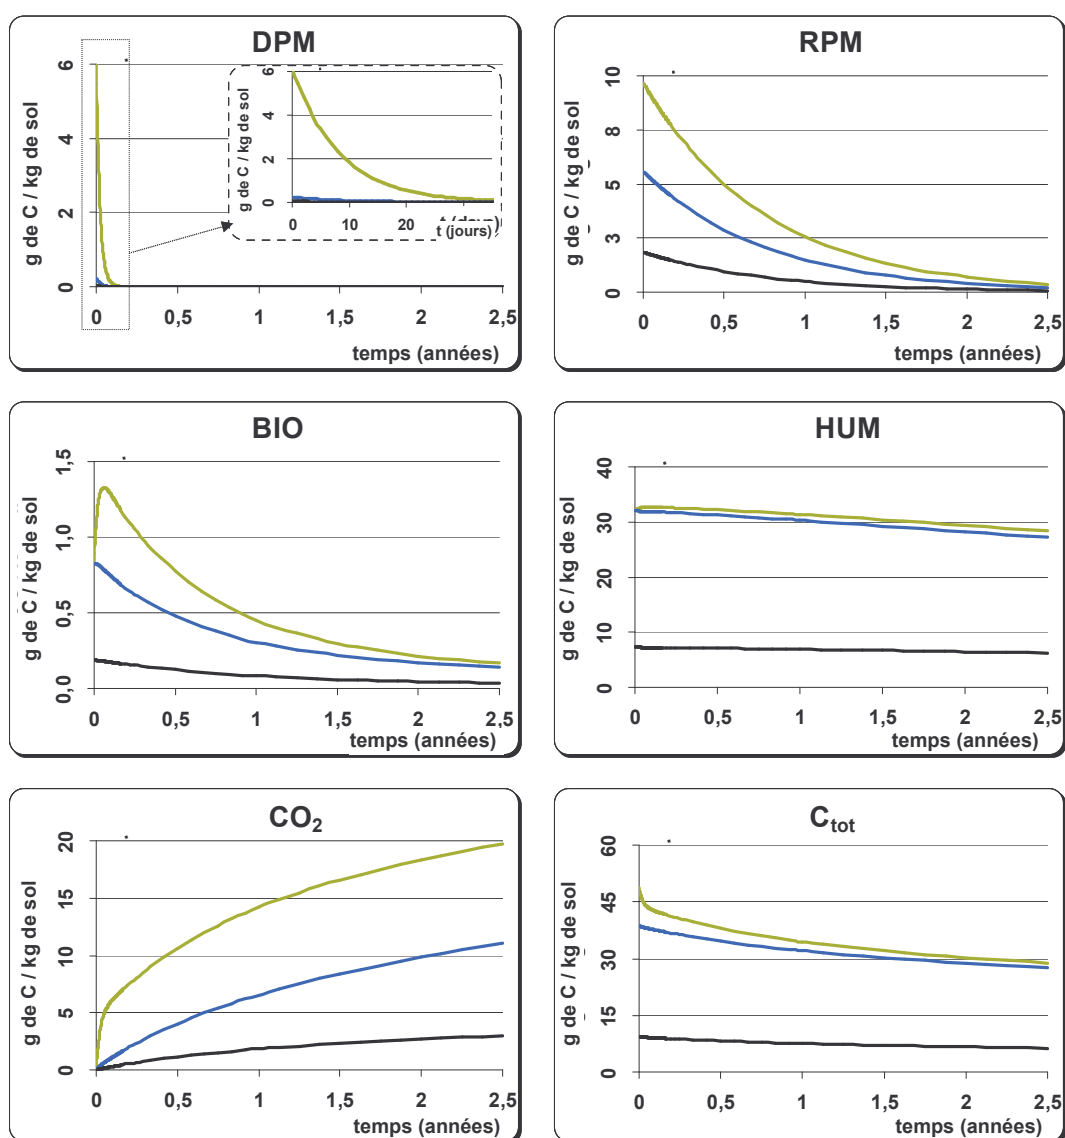 DPM
g de C / kg de sol
6
4
2
0
0 0,5 1 1,5 2 2,5
temps (années)
g de C / kg de sol
6
4
2
0
0 10 20
t (jours)
RPM
g de C / kg de sol
10
8
5
3
0
0 0,5 1 1,5 2 2,5
temps (années)
BIO
g de C / kg de sol
1,5
1,0
0,5
0,0
0 0,5 1 1,5 2 2,5
temps (années)
HUM
g de C / kg de sol
40
30
20
10
0
0 0,5 1 1,5 2 2,5
temps (années)
CO2
g de C / kg de sol
20
15
10
5
0
0 0,5 1 1,5 2 2,5
temps (années)
Ctot
g de C / kg de sol
60
45
30
15
0
0 0,5 1 1,5 2 2,5
temps (années)